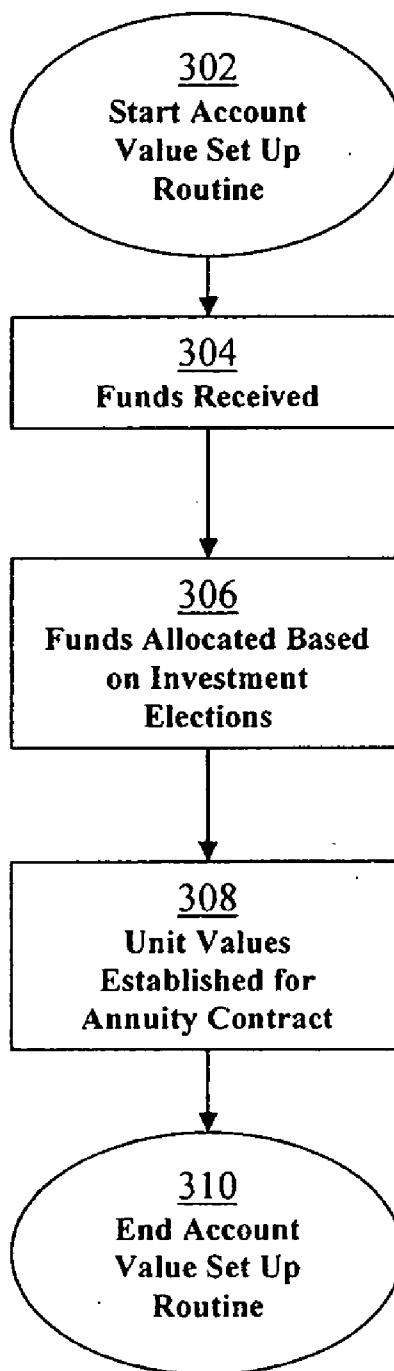 302
Start Account
Value Set Up
Routine
304
Funds Received
306
Funds Allocated Based
on Investment
Elections
308
Unit Values
Established for
Annuity Contract
310
End Account
Value Set Up
Routine